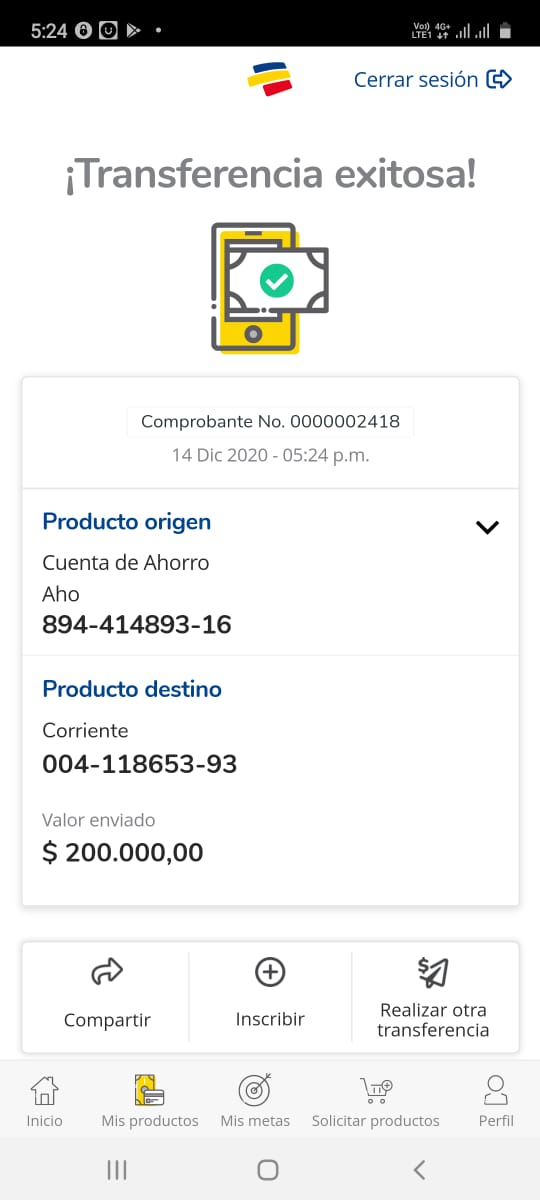 5:24
Vo)) 4G+
LTE1
Cerrar sesión
¡Transferencia exitosa!
Comprobante No. 0000002418
14 Dic 2020 - 05:24 p.m.
Producto origen
Cuenta de Ahorro
Aho
894-414893-16
Producto destino
Corriente
004-118653-93
Valor enviado
$ 200.000,00
Compartir
Inscribir
Realizar otra
transferencia
Inicio
Mis productos
Mis metas
Solicitar productos
Perfil